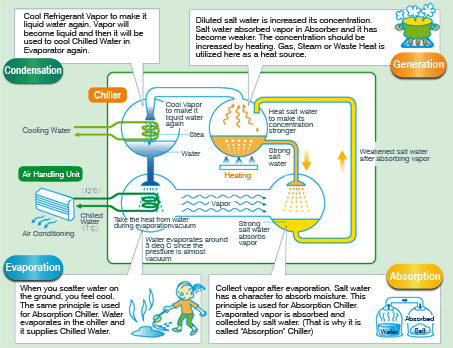 Cool Refrigerant Vapor to make it
liquid water again. Vapor will
become liquid and then it will be
used to cool Chilled Water in
Evaporator again.
Diluted salt water is increased its concentration.
Salt water absorbed vapor in Absorber and it has
become weaker. The concentration should be
increased by heating. Gas, Steam or Waste Heat is
utilized here as a heat source.
Condensation
Generation
Chiller
Cool Vapor
to make it
liquid water
again
Heat salt water
to make its
concentration
stronger
Cooling Water
Stea
Water
Strong
salt
water
Heating
Weakened salt water
after absorbing vapor
Air Handling Unit
(12℃)
Chilled
Water
(7℃)
Air Conditioning
Take the heat from water
during evaporationvacuum
Vapor
Strong
salt water
absorbs
vapor
Water evaporates around
5 deg C since the
pressure is almost
vacuum
Evaporation
Absorption
When you scatter water on
the ground, you feel cool.
The same principle is used
for Absorption Chiller. Water
evaporates in the chiller and
it supplies Chilled Water.
Collect vapor after evaporation. Salt water
has a character to absorb moisture. This
principle is used for Absorption Chiller.
Evaporated vapor is absorbed and
collected by salt water. (That is why it is
called "Absorption" Chiller)
Absorbed
Water
Salt